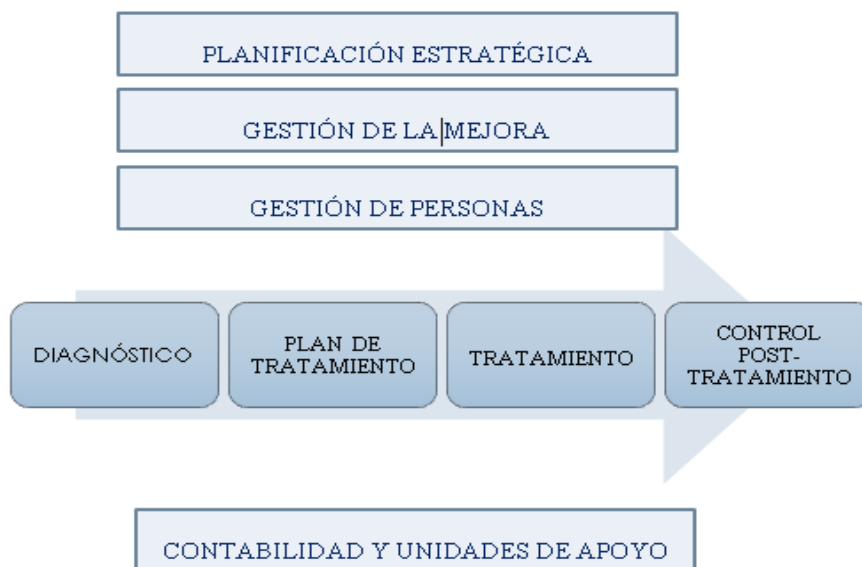 PLANIFICACIÓN ESTRATÉGICA
GESTIÓN DE LA MEJORA
GESTIÓN DE PERSONAS
DIAGNÓSTICO
PLAN DE
TRATAMIENTO
TRATAMIENTO
CONTROL
POST-
TRATAMIENTO
CONTABILIDAD Y UNIDADES DE APOYO